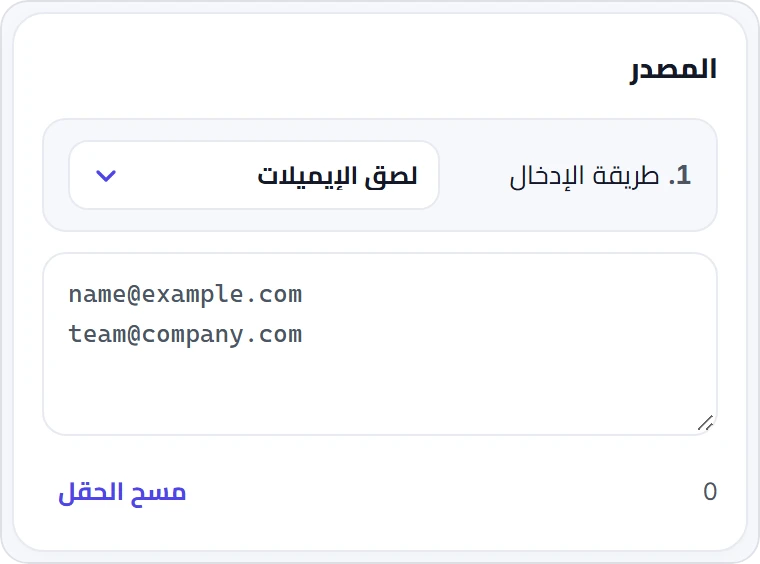 المصدر
1. طريقة الإدخال
لصق الإيميلات
name@example.com
team@company.com
0
مسح الحقل